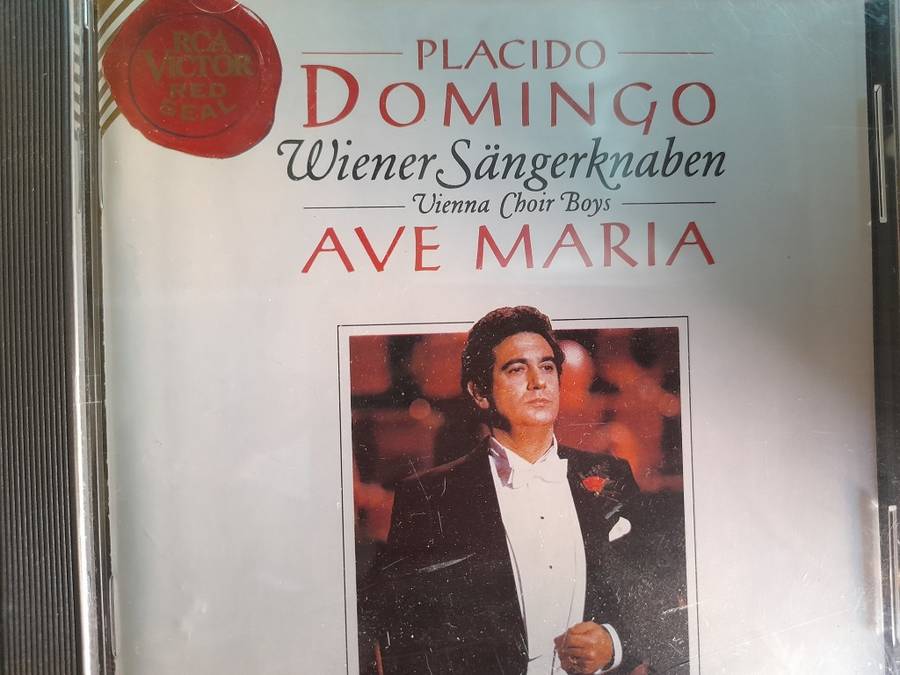 RCA
VICTOR
RED
SEAL
PLACIDO
DOMINGO
Wiener Sängerknaben
Vienna Choir Boys
AVE MARIA